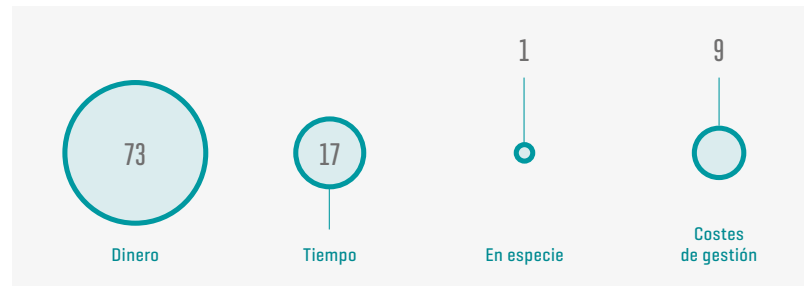 1
9
73
17
Dinero
Tiempo
En especie
Costes
de gestión